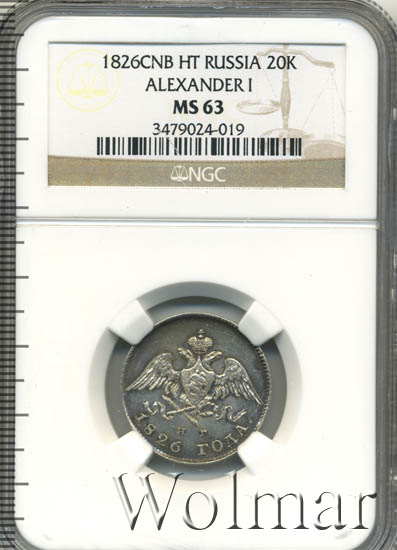 1826CNB HT RUSSIA 20K
ALEXANDER I
MS 63
3479024-019
NGC
Н Г
1826 ГОДА
Wolmar